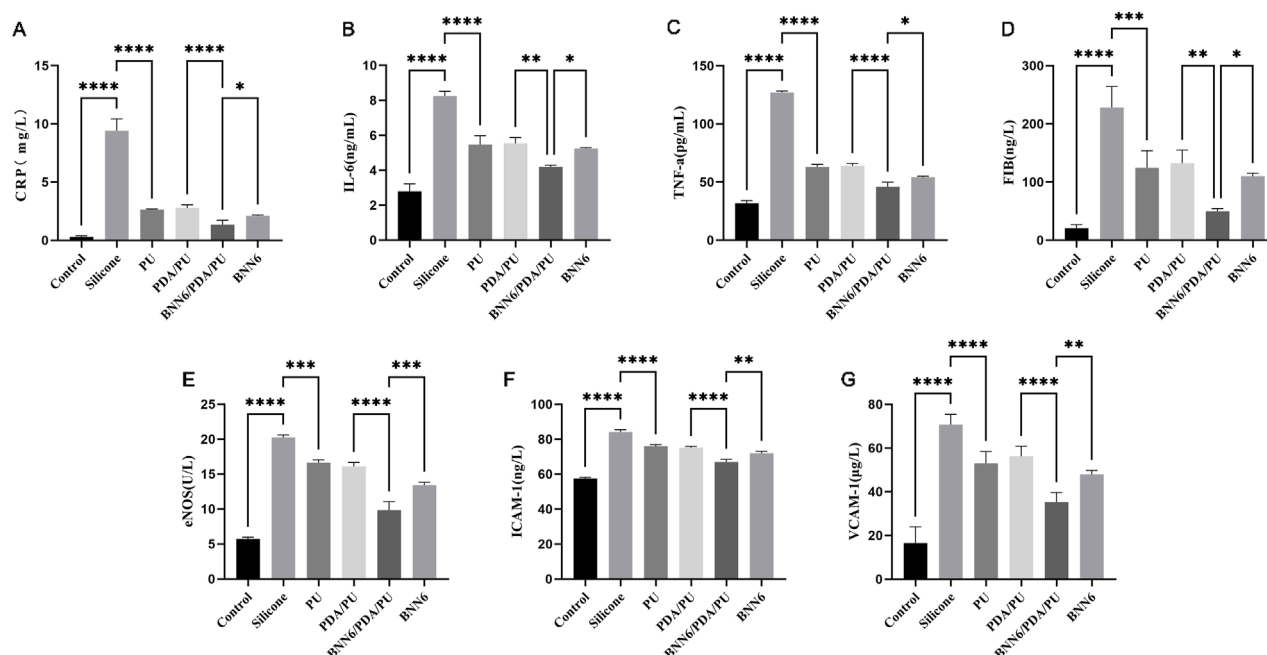 A
CRP ( mg/L)
15
10
5
0
****
****
****
*
Control
Silicone
PU
PDA/PU
BNN6/PDA/PU
BNN6
B
IL-6(ng/mL)
10
8
6
4
2
0
****
****
**
*
Control
Silicone
PU
PDA/PU
BNN6/PDA/PU
BNN6
C
TNF-a(pg/mL)
150
100
50
0
****
****
****
*
Control
Silicone
PU
PDA/PU
BNN6/PDA/PU
BNN6
D
FIB(ng/L)
300
200
100
0
****
***
**
*
Control
Silicone
PU
PDA/PU
BNN6/PDA/PU
BNN6
E
eNOS(U/L)
25
20
15
10
5
0
****
***
****
***
Control
Silicone
PU
PDA/PU
BNN6/PDA/PU
BNN6
F
ICAM-1(ng/L)
100
80
60
40
20
0
****
****
****
**
Control
Silicone
PU
PDA/PU
BNN6/PDA/PU
BNN6
G
VCAM-1(μg/L)
80
60
40
20
0
****
****
****
**
Control
Silicone
PU
PDA/PU
BNN6/PDA/PU
BNN6